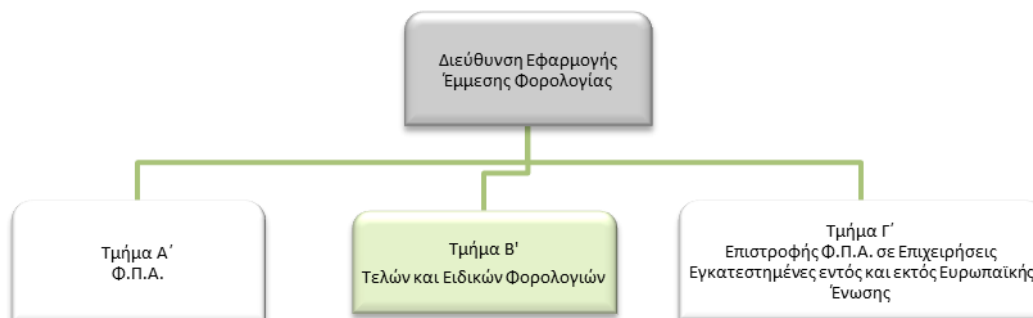 Διεύθυνση Εφαρμογής
Έμμεσης Φορολογίας
Τμήμα Α΄
Φ.Π.Α.
Τμήμα Β'
Τελών και Ειδικών Φορολογιών
Τμήμα Γ΄
Επιστροφής Φ.Π.Α. σε Επιχειρήσεις
Εγκατεστημένες εντός και εκτός Ευρωπαϊκής
Ένωσης